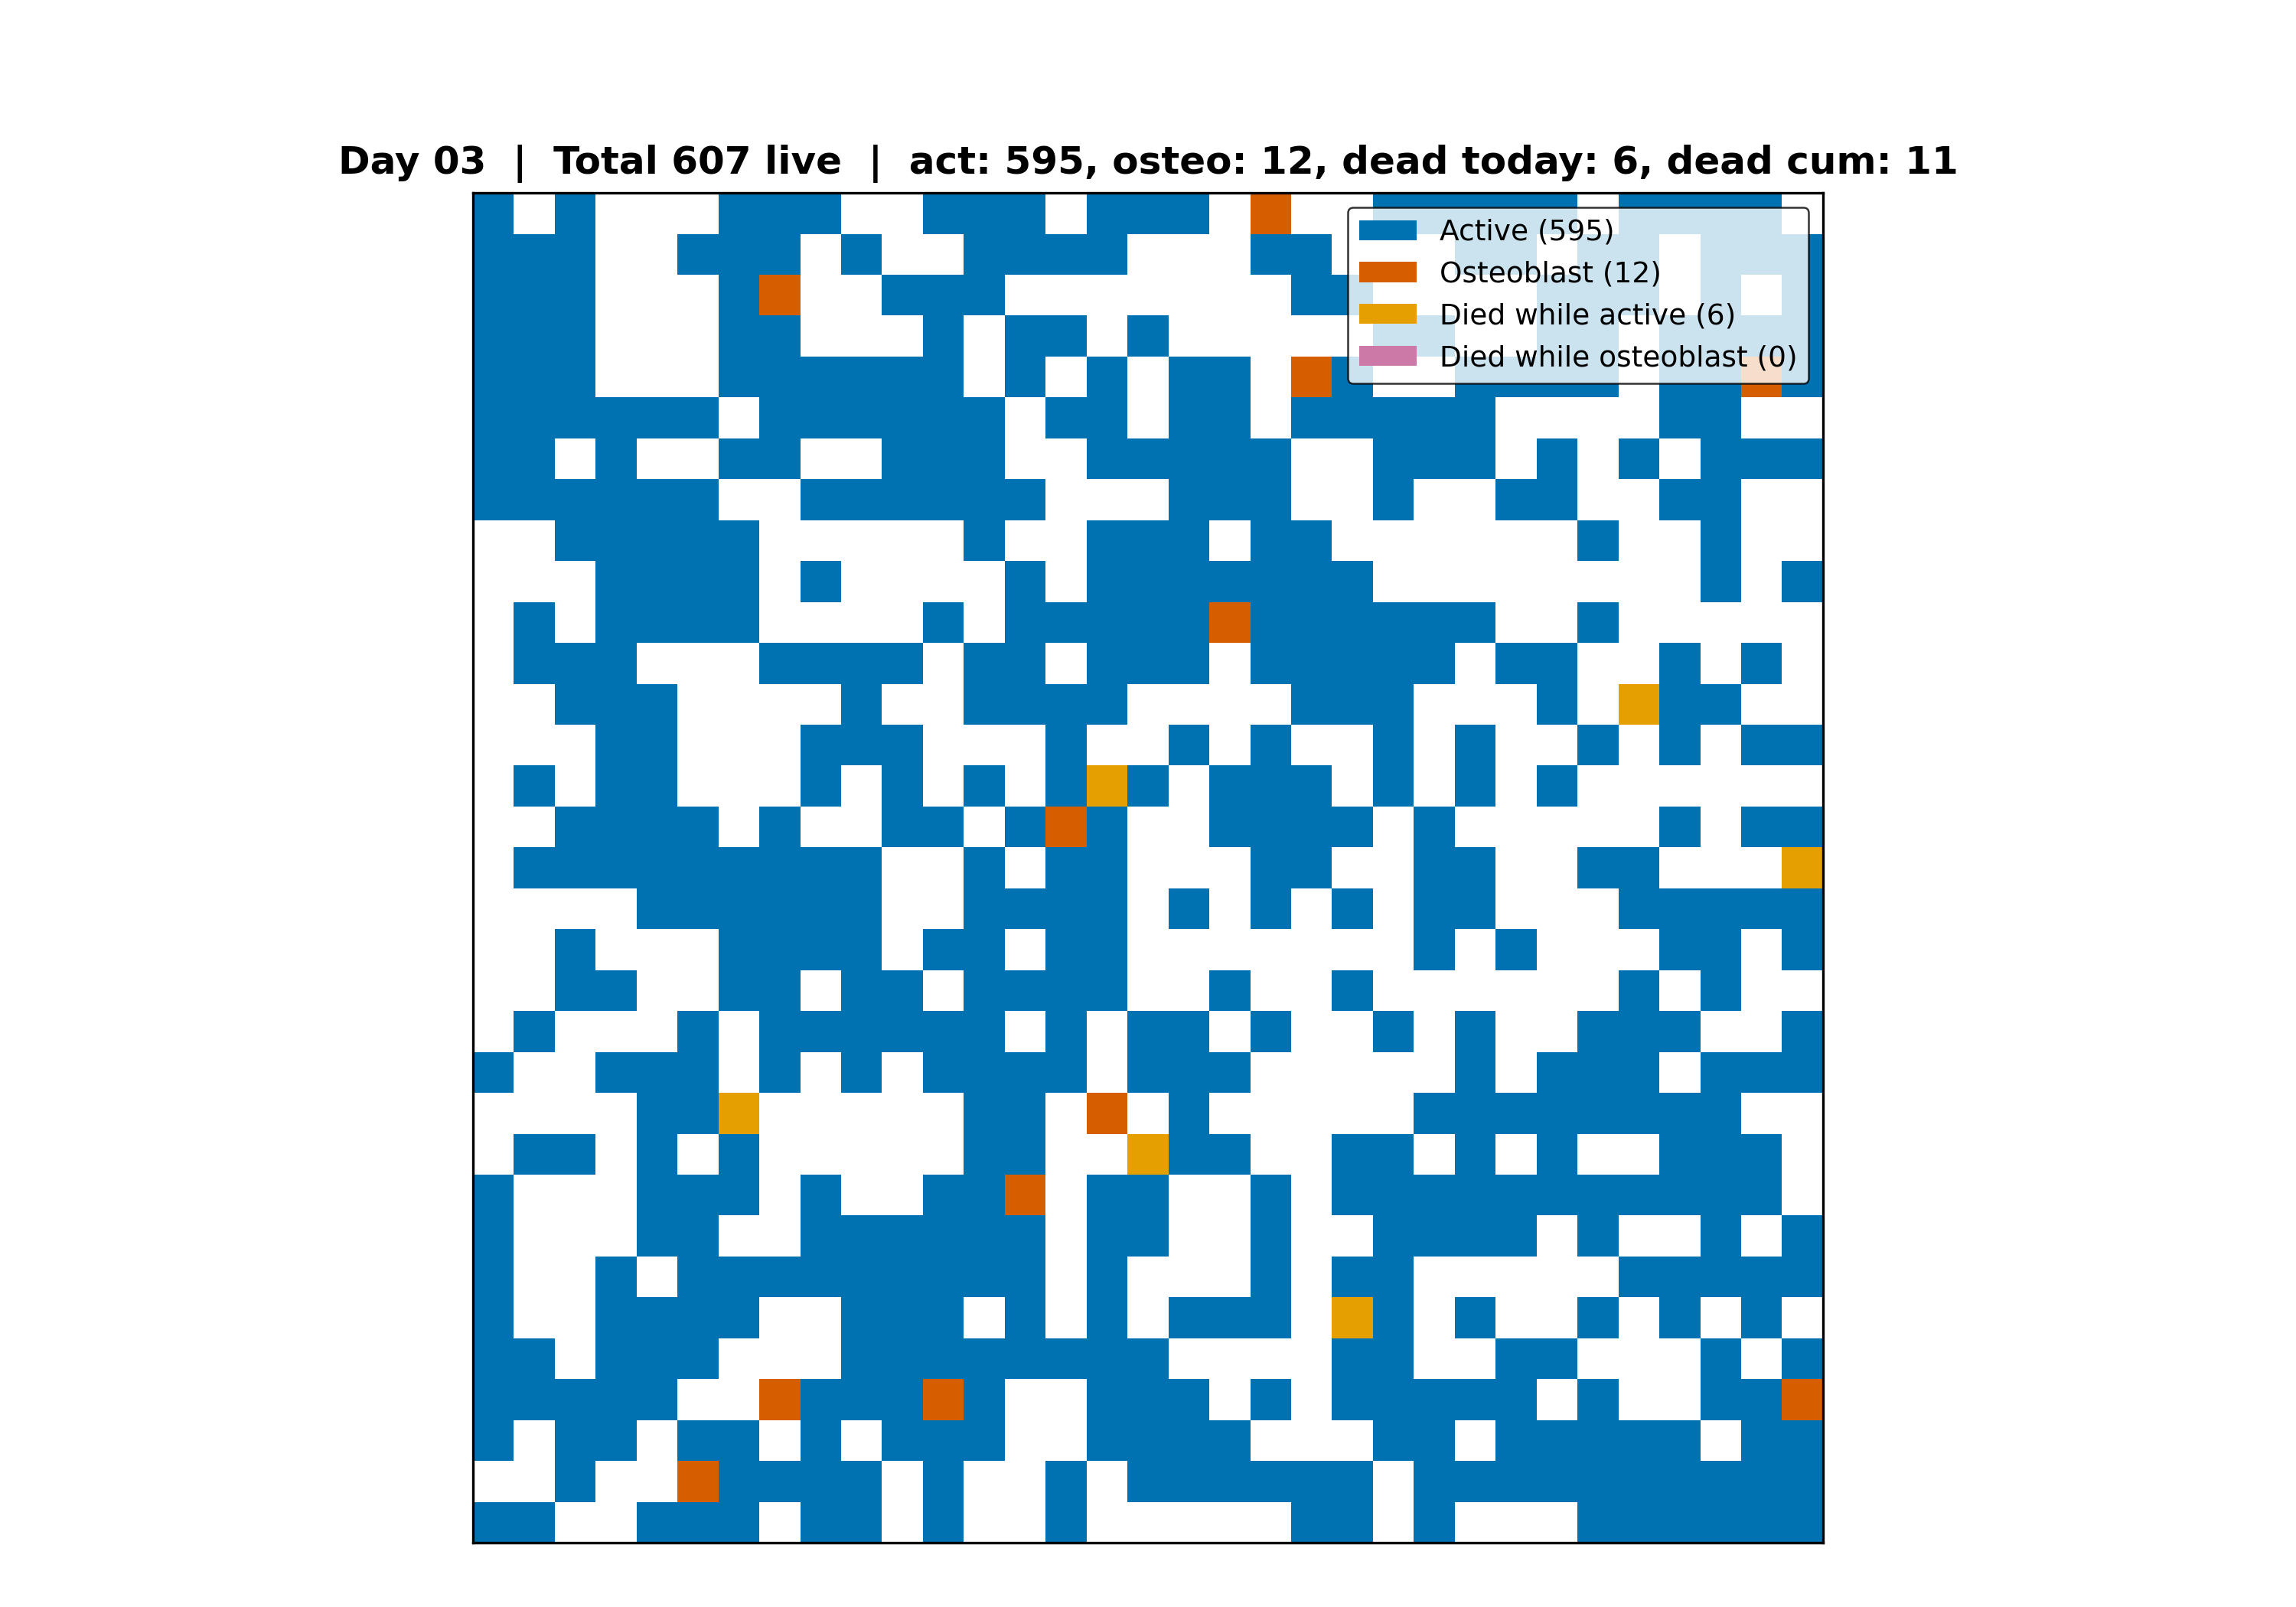 Day 03 | Total 607 live | act: 595, osteo: 12, dead today: 6, dead cum: 11
Active (595)
Osteoblast (12)
Died while active (6)
Died while osteoblast (0)